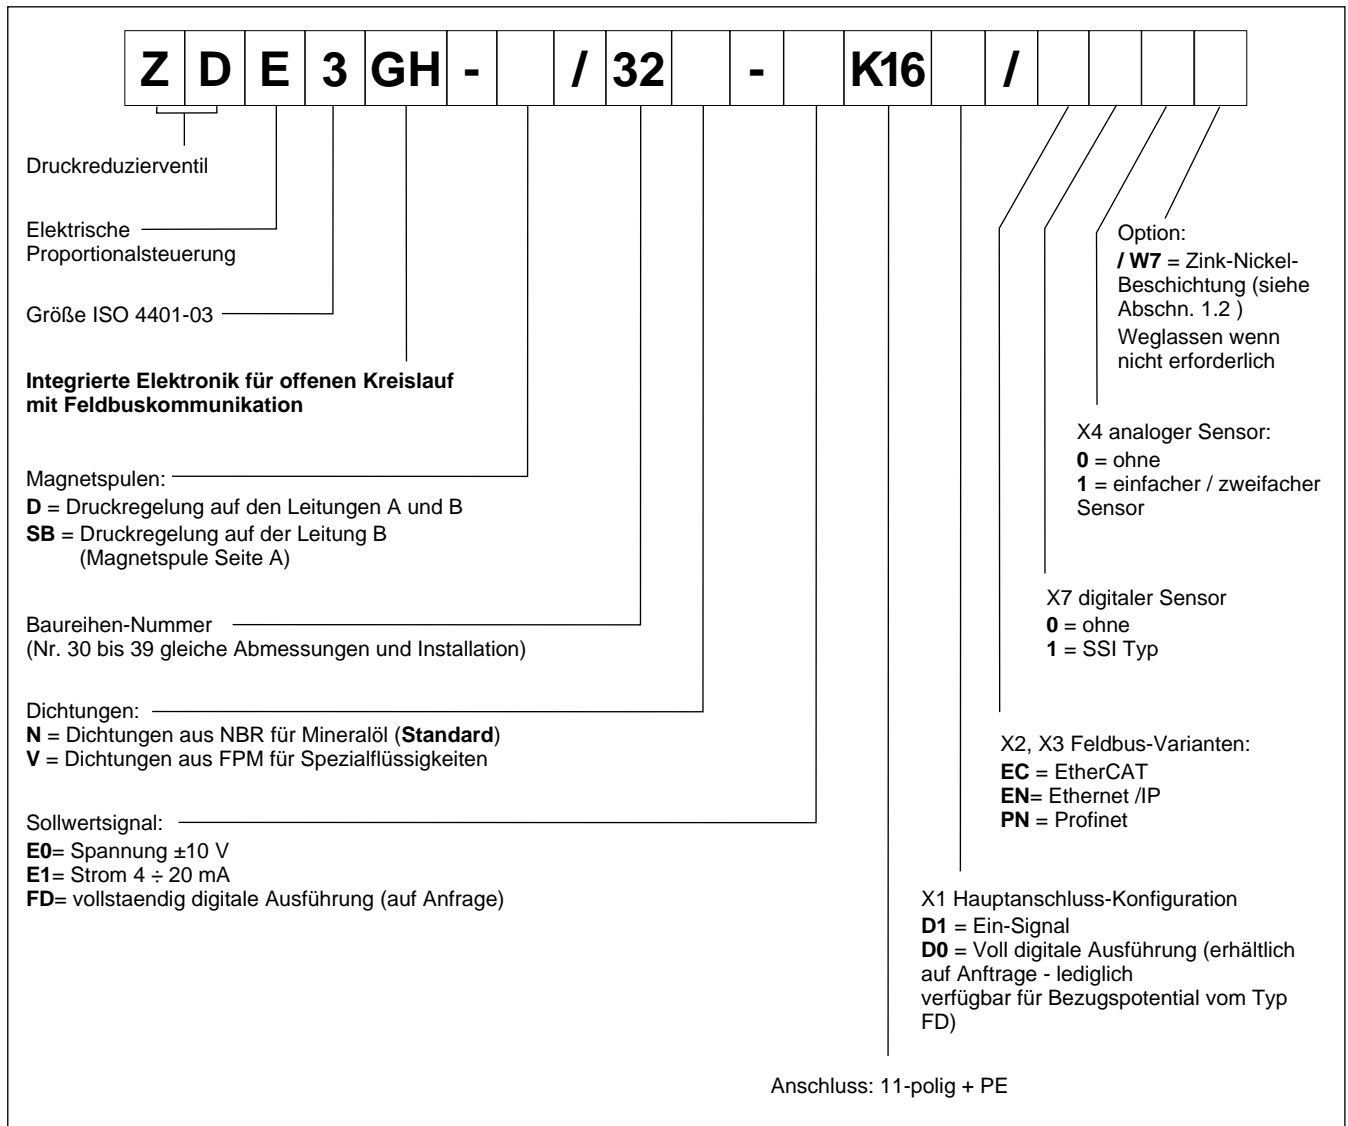 Z D E 3 GH - / 32 - K16 /
Druckreduzierventil
Elektrische
Proportionalsteuerung
Größe ISO 4401-03
Integrierte Elektronik für offenen Kreislauf
mit Feldbuskommunikation
Magnetspulen:
D = Druckregelung auf den Leitungen A und B
SB = Druckregelung auf der Leitung B
(Magnetspule Seite A)
Baureihen-Nummer
(Nr. 30 bis 39 gleiche Abmessungen und Installation)
Dichtungen:
N = Dichtungen aus NBR für Mineralöl (Standard)
V = Dichtungen aus FPM für Spezialflüssigkeiten
Sollwertsignal:
E0= Spannung ±10 V
E1= Strom 4 ÷ 20 mA
FD= vollstaendig digitale Ausführung (auf Anfrage)
Option:
/ W7 = Zink-Nickel-
Beschichtung (siehe
Abschn. 1.2 )
Weglassen wenn
nicht erforderlich
X4 analoger Sensor:
0 = ohne
1 = einfacher / zweifacher
Sensor
X7 digitaler Sensor
0 = ohne
1 = SSI Typ
X2, X3 Feldbus-Varianten:
EC = EtherCAT
EN= Ethernet /IP
PN = Profinet
X1 Hauptanschluss-Konfiguration
D1 = Ein-Signal
D0 = Voll digitale Ausführung (erhältlich
auf Anftrage - lediglich
verfügbar für Bezugspotential vom Typ
FD)
Anschluss: 11-polig + PE